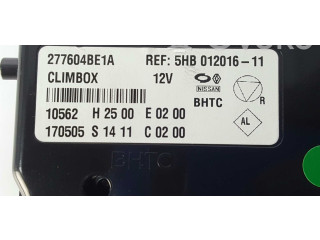 277604BE1A REF: 5HB 012016-11
CLIMBOX 12V
NISSAN
BHTC
R
10562 H 25 00 E 02 00
170505 S 14 11 C 02 00
AL
BHTC